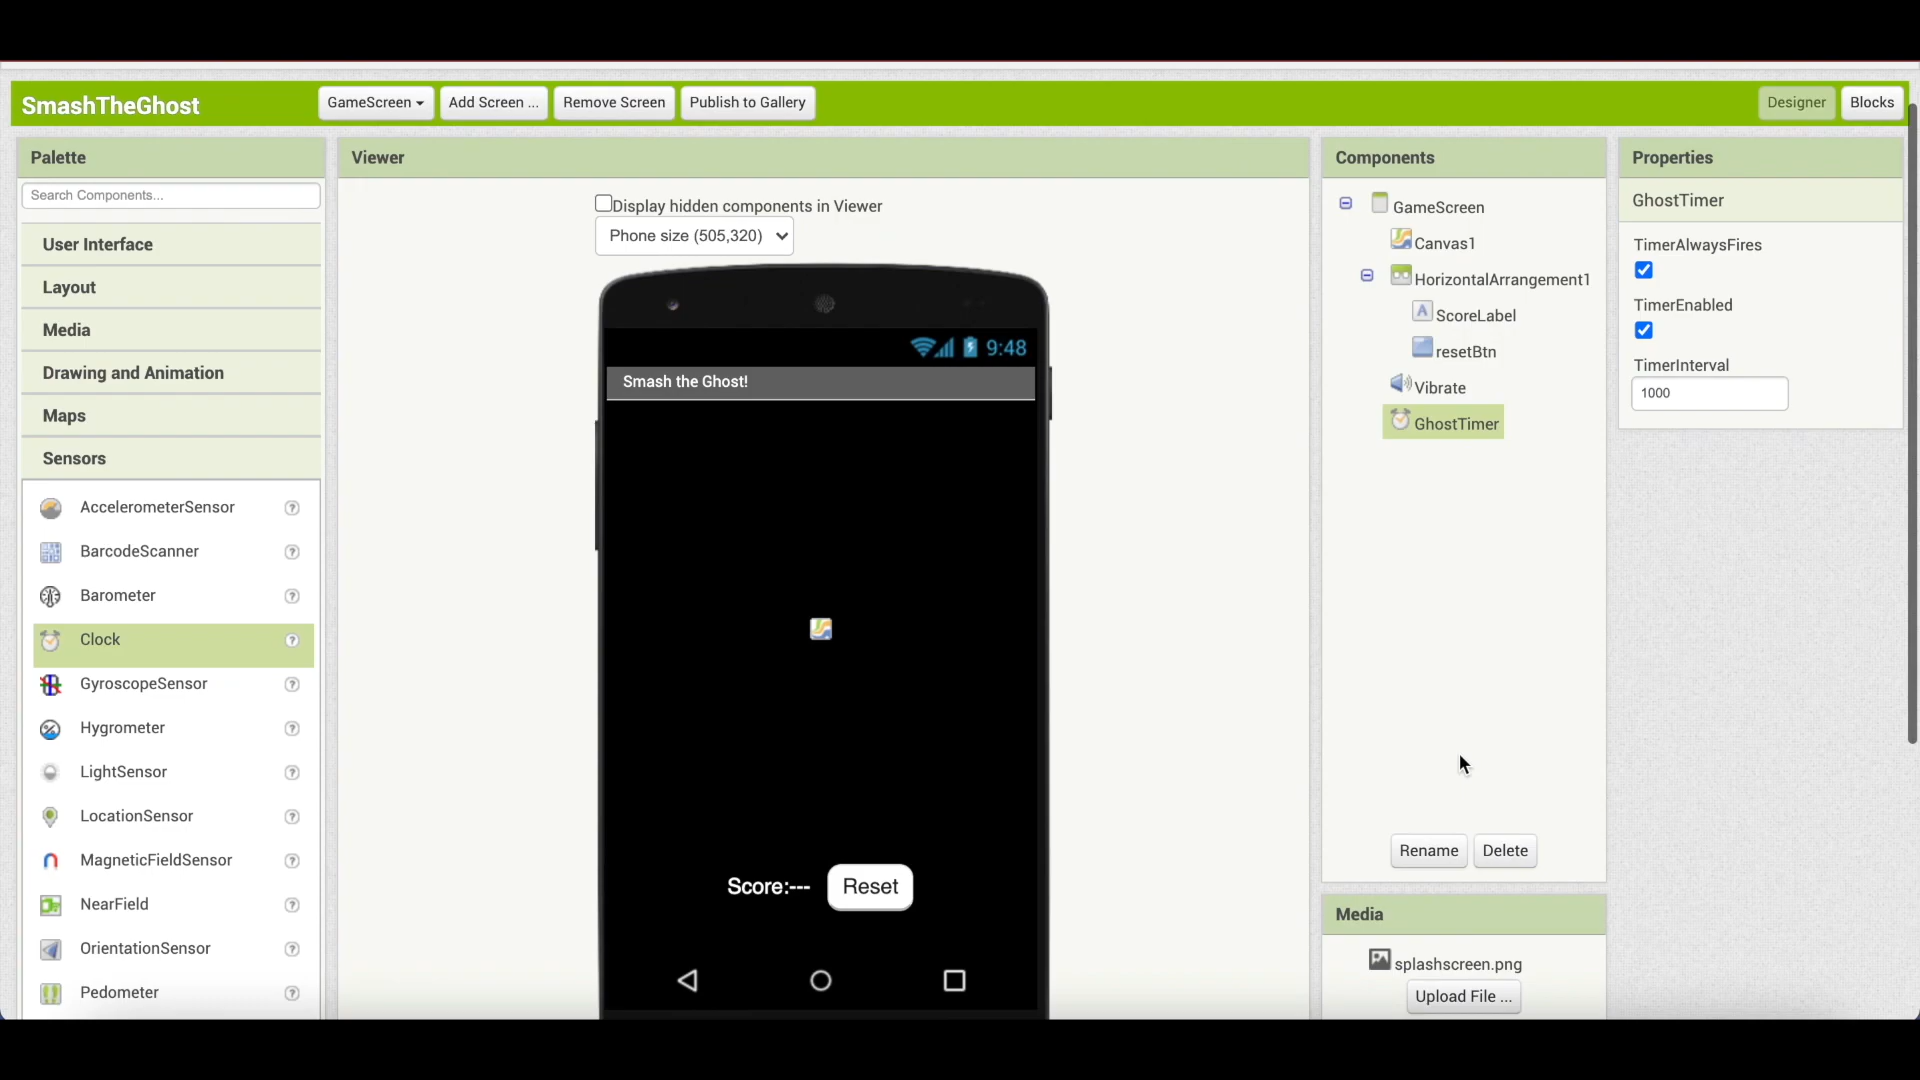 SmashTheGhost
GameScreen
Add Screen ...
Remove Screen
Publish to Gallery
Designer
Blocks
Palette
Search Components...
User Interface
Layout
Media
Drawing and Animation
Maps
Sensors
AccelerometerSensor ?
BarcodeScanner ?
Barometer ?
Clock ?
GyroscopeSensor ?
Hygrometer ?
LightSensor ?
LocationSensor ?
MagneticFieldSensor ?
NearField ?
OrientationSensor ?
Pedometer ?
Viewer
Display hidden components in Viewer
Phone size (505,320)
9:48
Smash the Ghost!
Score:---
Reset
Components
GameScreen
Canvas1
HorizontalArrangement1
A ScoreLabel
resetBtn
Vibrate
GhostTimer
Rename
Delete
Media
splashscreen.png
Upload File ...
Properties
GhostTimer
TimerAlwaysFires
TimerEnabled
TimerInterval
1000